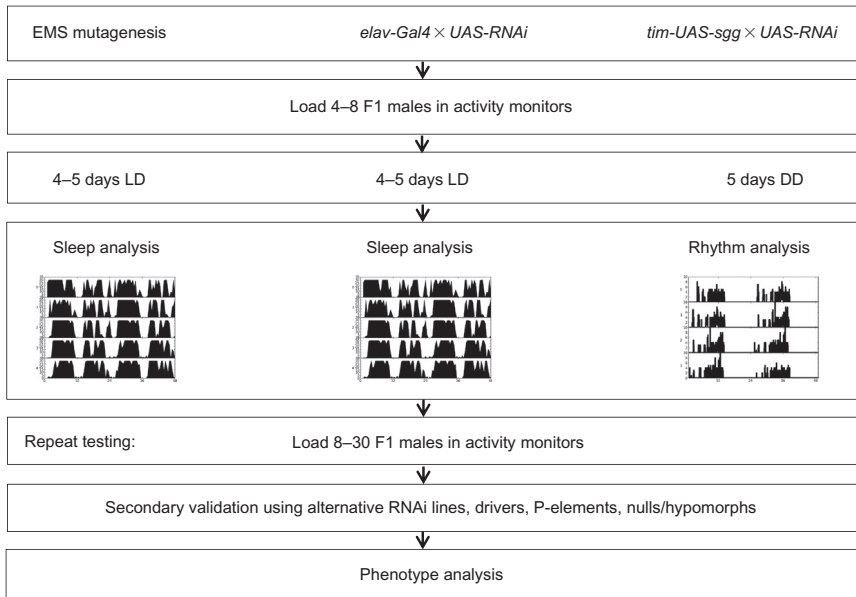 EMS mutagenesis
elav-Gal4 × UAS-RNAi
tim-UAS-sgg × UAS-RNAi
Load 4–8 F1 males in activity monitors
4–5 days LD
4–5 days LD
5 days DD
Sleep analysis
Sleep analysis
Rhythm analysis
Repeat testing:
Load 8–30 F1 males in activity monitors
Secondary validation using alternative RNAi lines, drivers, P-elements, nulls/hypomorphs
Phenotype analysis